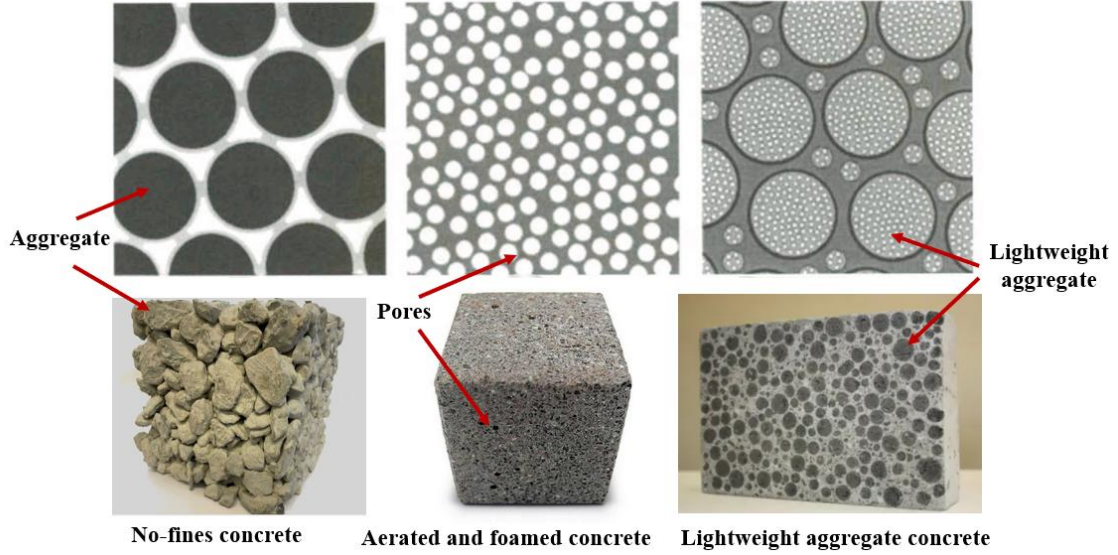 Aggregate
Pores
Lightweight
aggregate
No-fines concrete
Aerated and foamed concrete
Lightweight aggregate concrete